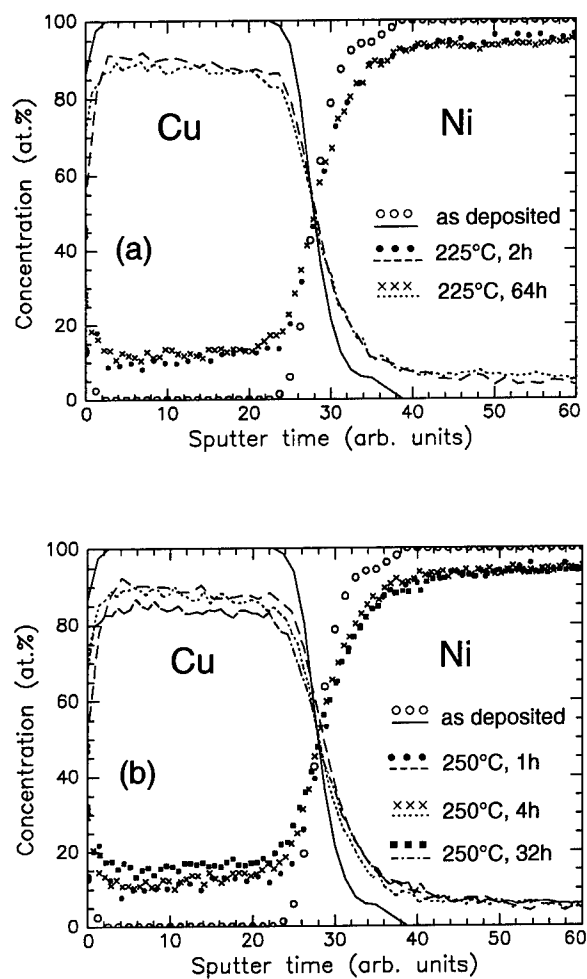 100
80
60
40
20
0
Concentration (at.%)
Cu
Ni
(a)
as deposited
225°C, 2h
225°C, 64h
0 10 20 30 40 50 60
Sputter time (arb. units)
100
80
60
40
20
0
Concentration (at.%)
Cu
Ni
(b)
as deposited
250°C, 1h
250°C, 4h
250°C, 32h
0 10 20 30 40 50 60
Sputter time (arb. units)